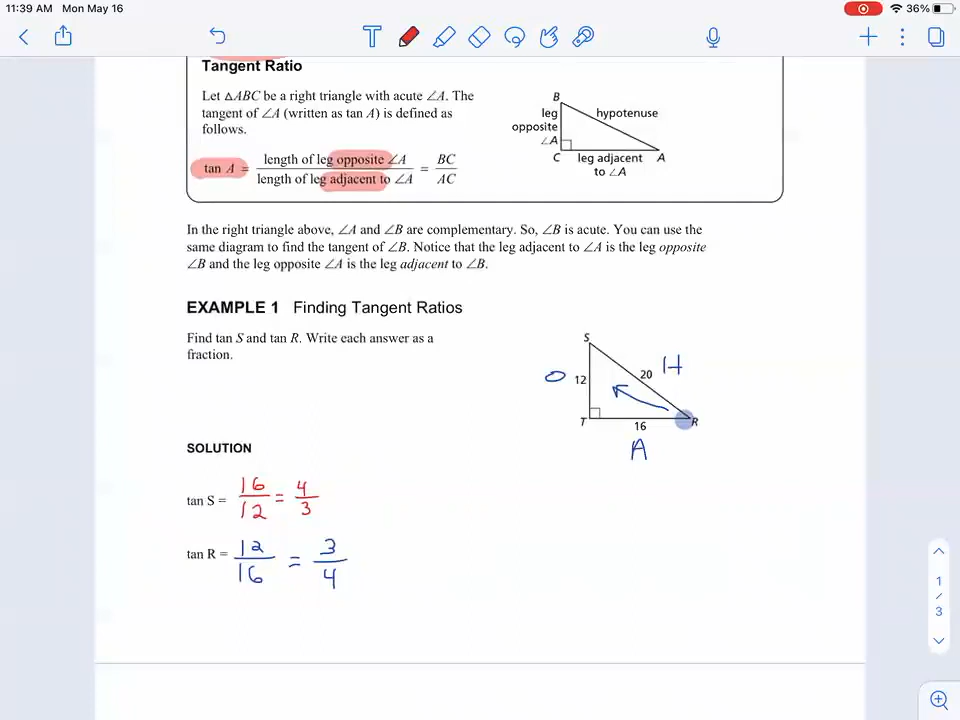 11:39 AM Mon May 16
36%
Tangent Ratio
Let △ABC be a right triangle with acute ∠A. The
tangent of ∠A (written as tan A) is defined as
follows.
tan A = length of leg opposite ∠A / length of leg adjacent to ∠A = BC / AC
B
leg
opposite
∠A
hypotenuse
C
leg adjacent
to ∠A
A
In the right triangle above, ∠A and ∠B are complementary. So, ∠B is acute. You can use the
same diagram to find the tangent of ∠B. Notice that the leg adjacent to ∠A is the leg opposite
∠B and the leg opposite ∠A is the leg adjacent to ∠B.
EXAMPLE 1 Finding Tangent Ratios
Find tan S and tan R. Write each answer as a
fraction.
S
O 12
20 H
T
16
R
A
SOLUTION
tan S = 16/12 = 4/3
tan R = 12/16 = 3/4
1
/
3